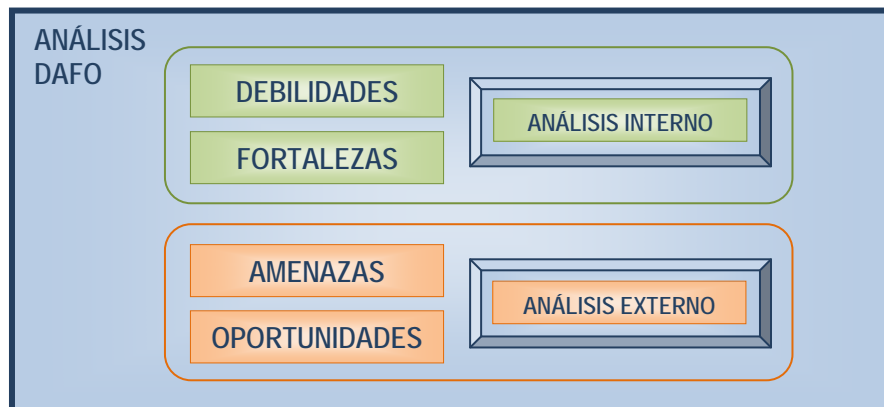 ANÁLISIS
DAFO
DEBILIDADES
FORTALEZAS
ANÁLISIS INTERNO
AMENAZAS
OPORTUNIDADES
ANÁLISIS EXTERNO